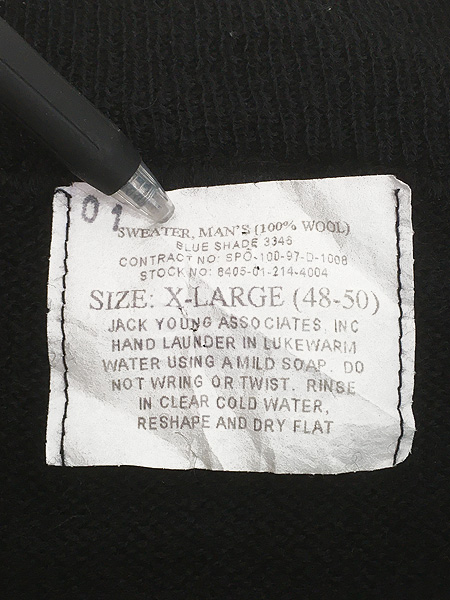 01
SWEATER, MAN'S (100% WOOL)
BLUE SHADE 3346
CONTRACT NO: SPO-100-97-D-1008
STOCK NO: 8405-01-214-4004
SIZE: X-LARGE (48-50)
JACK YOUNG ASSOCIATES, INC
HAND LAUNDER IN LUKEWARM
WATER USING A MILD SOAP. DO
NOT WRING OR TWIST. RINSE
IN CLEAR COLD WATER,
RESHAPE AND DRY FLAT